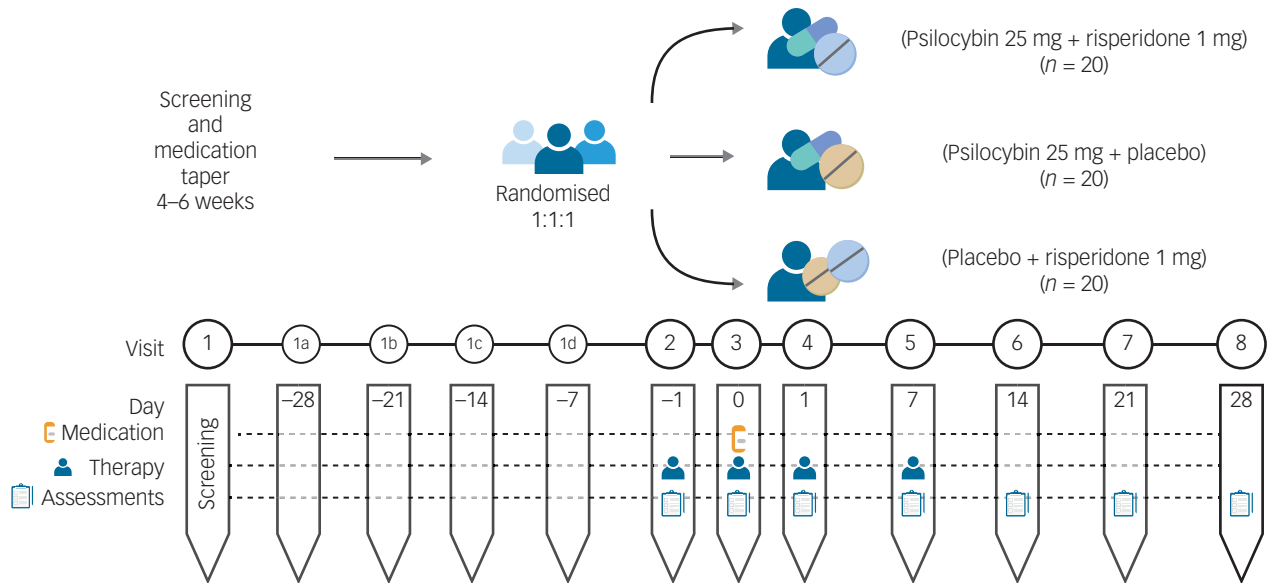 Screening
and
medication
taper
4–6 weeks
Randomised
1:1:1
(Psilocybin 25 mg + risperidone 1 mg)
(n = 20)
(Psilocybin 25 mg + placebo)
(n = 20)
(Placebo + risperidone 1 mg)
(n = 20)
Visit 1 1a 1b 1c 1d 2 3 4 5 6 7 8
Day –28 –21 –14 –7 –1 0 1 7 14 21 28
Medication
Therapy
Assessments
Screening